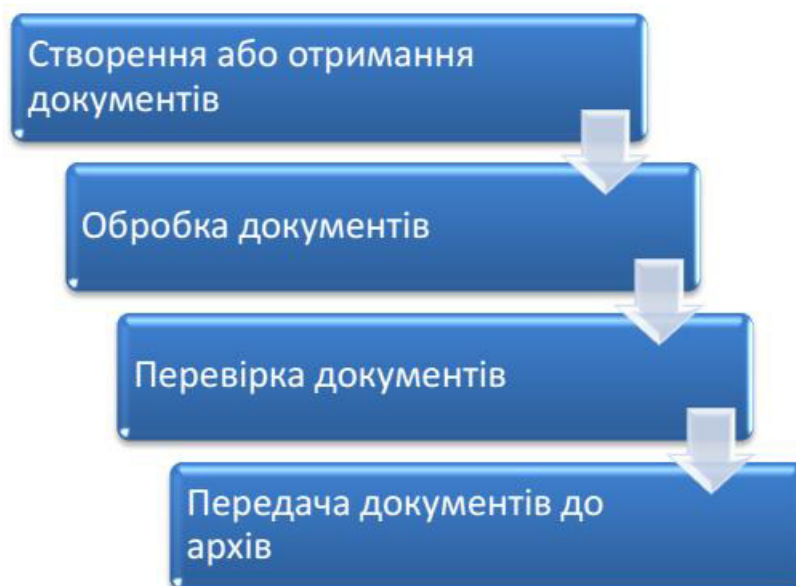 Створення або отримання
документів
Обробка документів
Перевірка документів
Передача документів до
архів